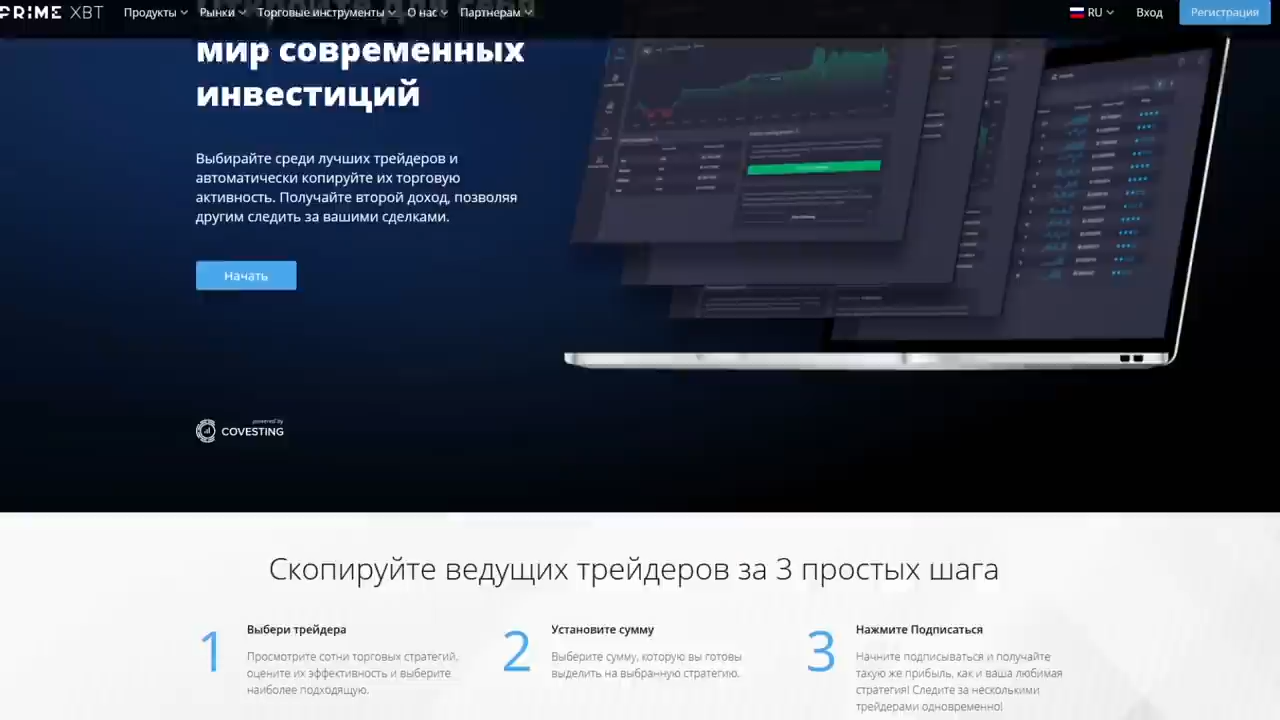 PRIME XBT Продукты Рынки Торговые инструменты О нас Партнерам RU Вход Регистрация
мир современных
инвестиций
Выбирайте среди лучших трейдеров и
автоматически копируйте их торговую
активность. Получайте второй доход, позволяя
другим следить за вашими сделками.
Начать
powered by
COVESTING
Скопируйте ведущих трейдеров за 3 простых шага
1 Выбери трейдера
Просмотрите сотни торговых стратегий,
оцените их эффективность и выберите
наиболее подходящую.
2 Установите сумму
Выберите сумму, которую вы готовы
выделить на выбранную стратегию.
3 Нажмите Подписаться
Начните подписываться и получайте
такую же прибыль, как и ваша любимая
стратегия! Следите за несколькими
трейдерами одновременно!